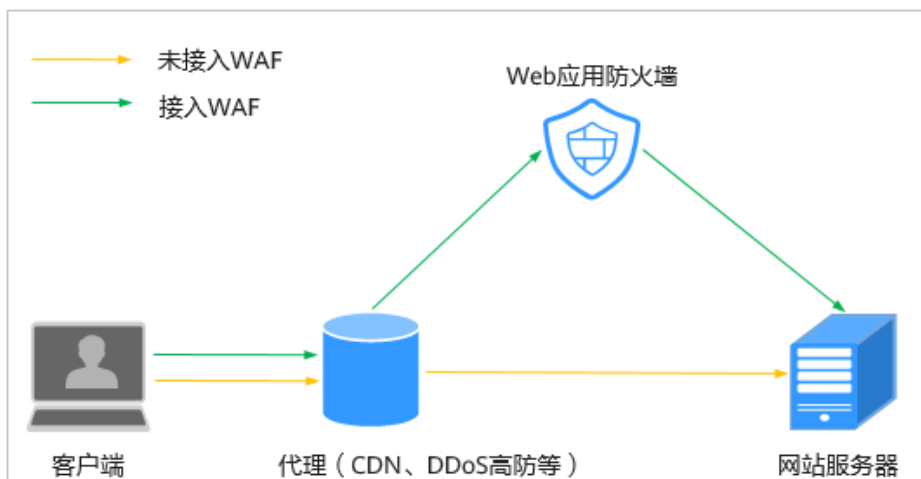 未接入WAF
接入WAF
Web应用防火墙
客户端
代理（CDN、DDoS高防等）
网站服务器